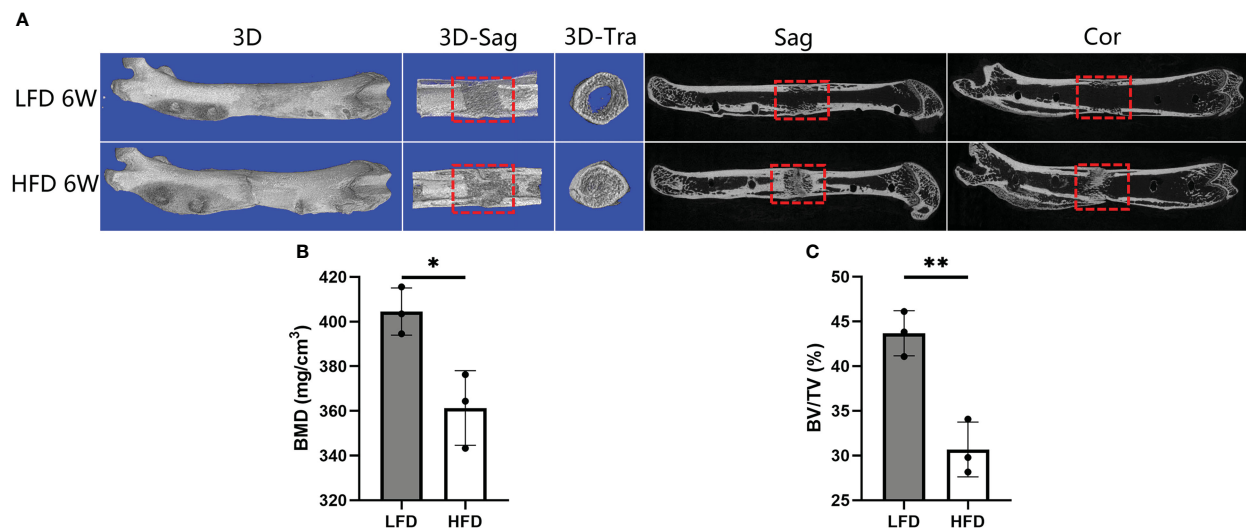 A
3D 3D-Sag 3D-Tra Sag Cor
LFD 6W
HFD 6W
B
*
BMD (mg/cm³)
420
400
380
360
340
320
LFD HFD
C
**
BV/TV (%)
50
45
40
35
30
25
LFD HFD